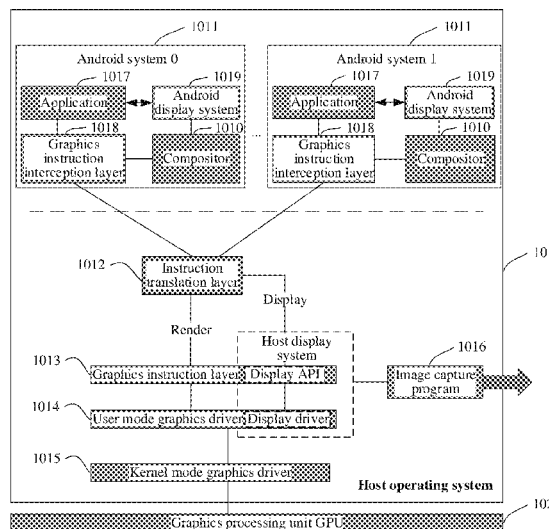 1011
1011
Android system 0
Android system 1
1017
1019
1017
1019
Application
Android
display system
Application
Android
display system
1018
1010
1018
1010
Graphics
instruction
interception layer
Compositor
...
Graphics
instruction
interception layer
Compositor
1012
Instruction
translation layer
Display
Render
Host display
system
1013
Graphics instruction layer
Display API
1016
Image capture
program
1014
User mode graphics driver
Display driver
1015
Kernel mode graphics driver
Host operating system
Graphics processing unit GPU